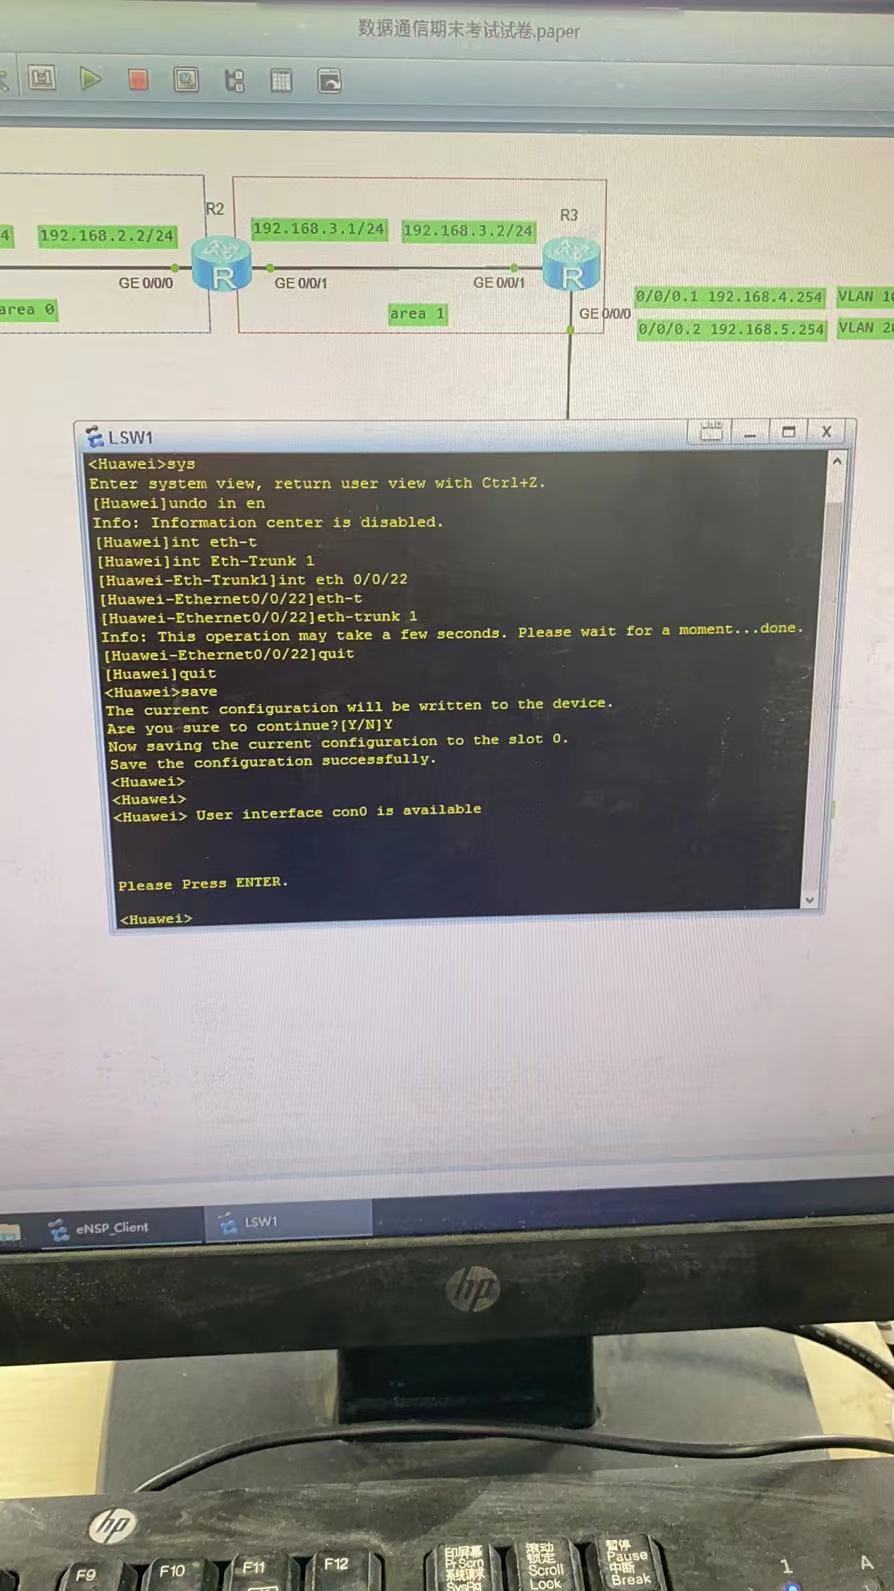 数据通信期末考试试卷.paper
R2
R3
4
192.168.2.2/24
192.168.3.1/24
192.168.3.2/24
GE 0/0/0
GE 0/0/1
GE 0/0/1
GE 0/0/0
0/0/0.1 192.168.4.254
VLAN 10
0/0/0.2 192.168.5.254
VLAN 20
area 0
area 1
LSW1
<Huawei>sys
Enter system view, return user view with Ctrl+Z.
[Huawei]undo in en
Info: Information center is disabled.
[Huawei]int eth-t
[Huawei]int Eth-Trunk 1
[Huawei-Eth-Trunk1]int eth 0/0/22
[Huawei-Ethernet0/0/22]eth-t
[Huawei-Ethernet0/0/22]eth-trunk 1
Info: This operation may take a few seconds. Please wait for a moment...done.
[Huawei-Ethernet0/0/22]quit
[Huawei]quit
<Huawei>save
The current configuration will be written to the device.
Are you sure to continue?[Y/N]Y
Now saving the current configuration to the slot 0.
Save the configuration successfully.
<Huawei>
<Huawei>
<Huawei> User interface con0 is available
Please Press ENTER.
<Huawei>
eNSP_Client
LSW1
hp
hp
F9
F10
F11
F12
印屏幕
Pr Scrn
系统请求
SysRq
滚动
锁定
Scroll
Lock
暂停
Pause
中断
Break
1
A